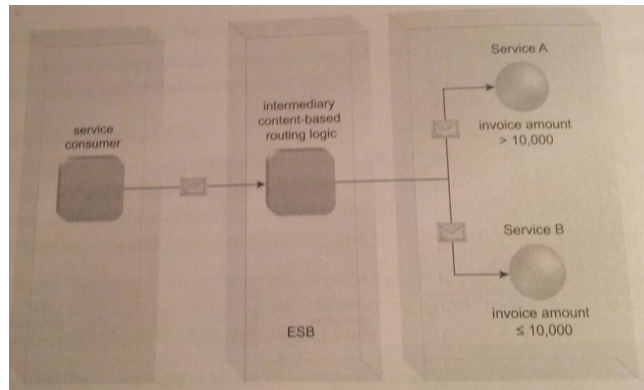 service
consumer
intermediary
content-based
routing logic
ESB
Service A
invoice amount
> 10,000
Service B
invoice amount
≤ 10,000